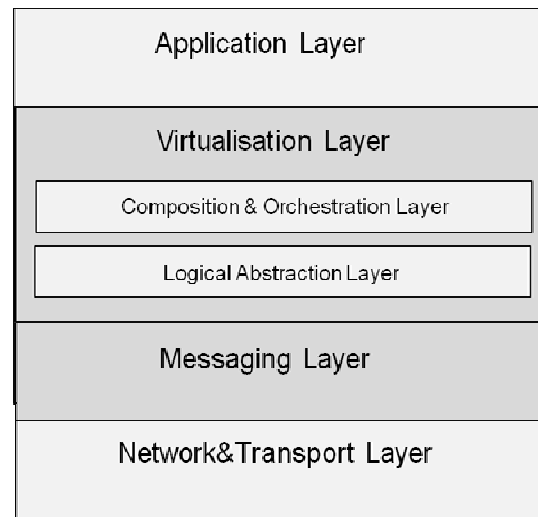 Application Layer
Virtualisation Layer
Composition & Orchestration Layer
Logical Abstraction Layer
Messaging Layer
Network&Transport Layer